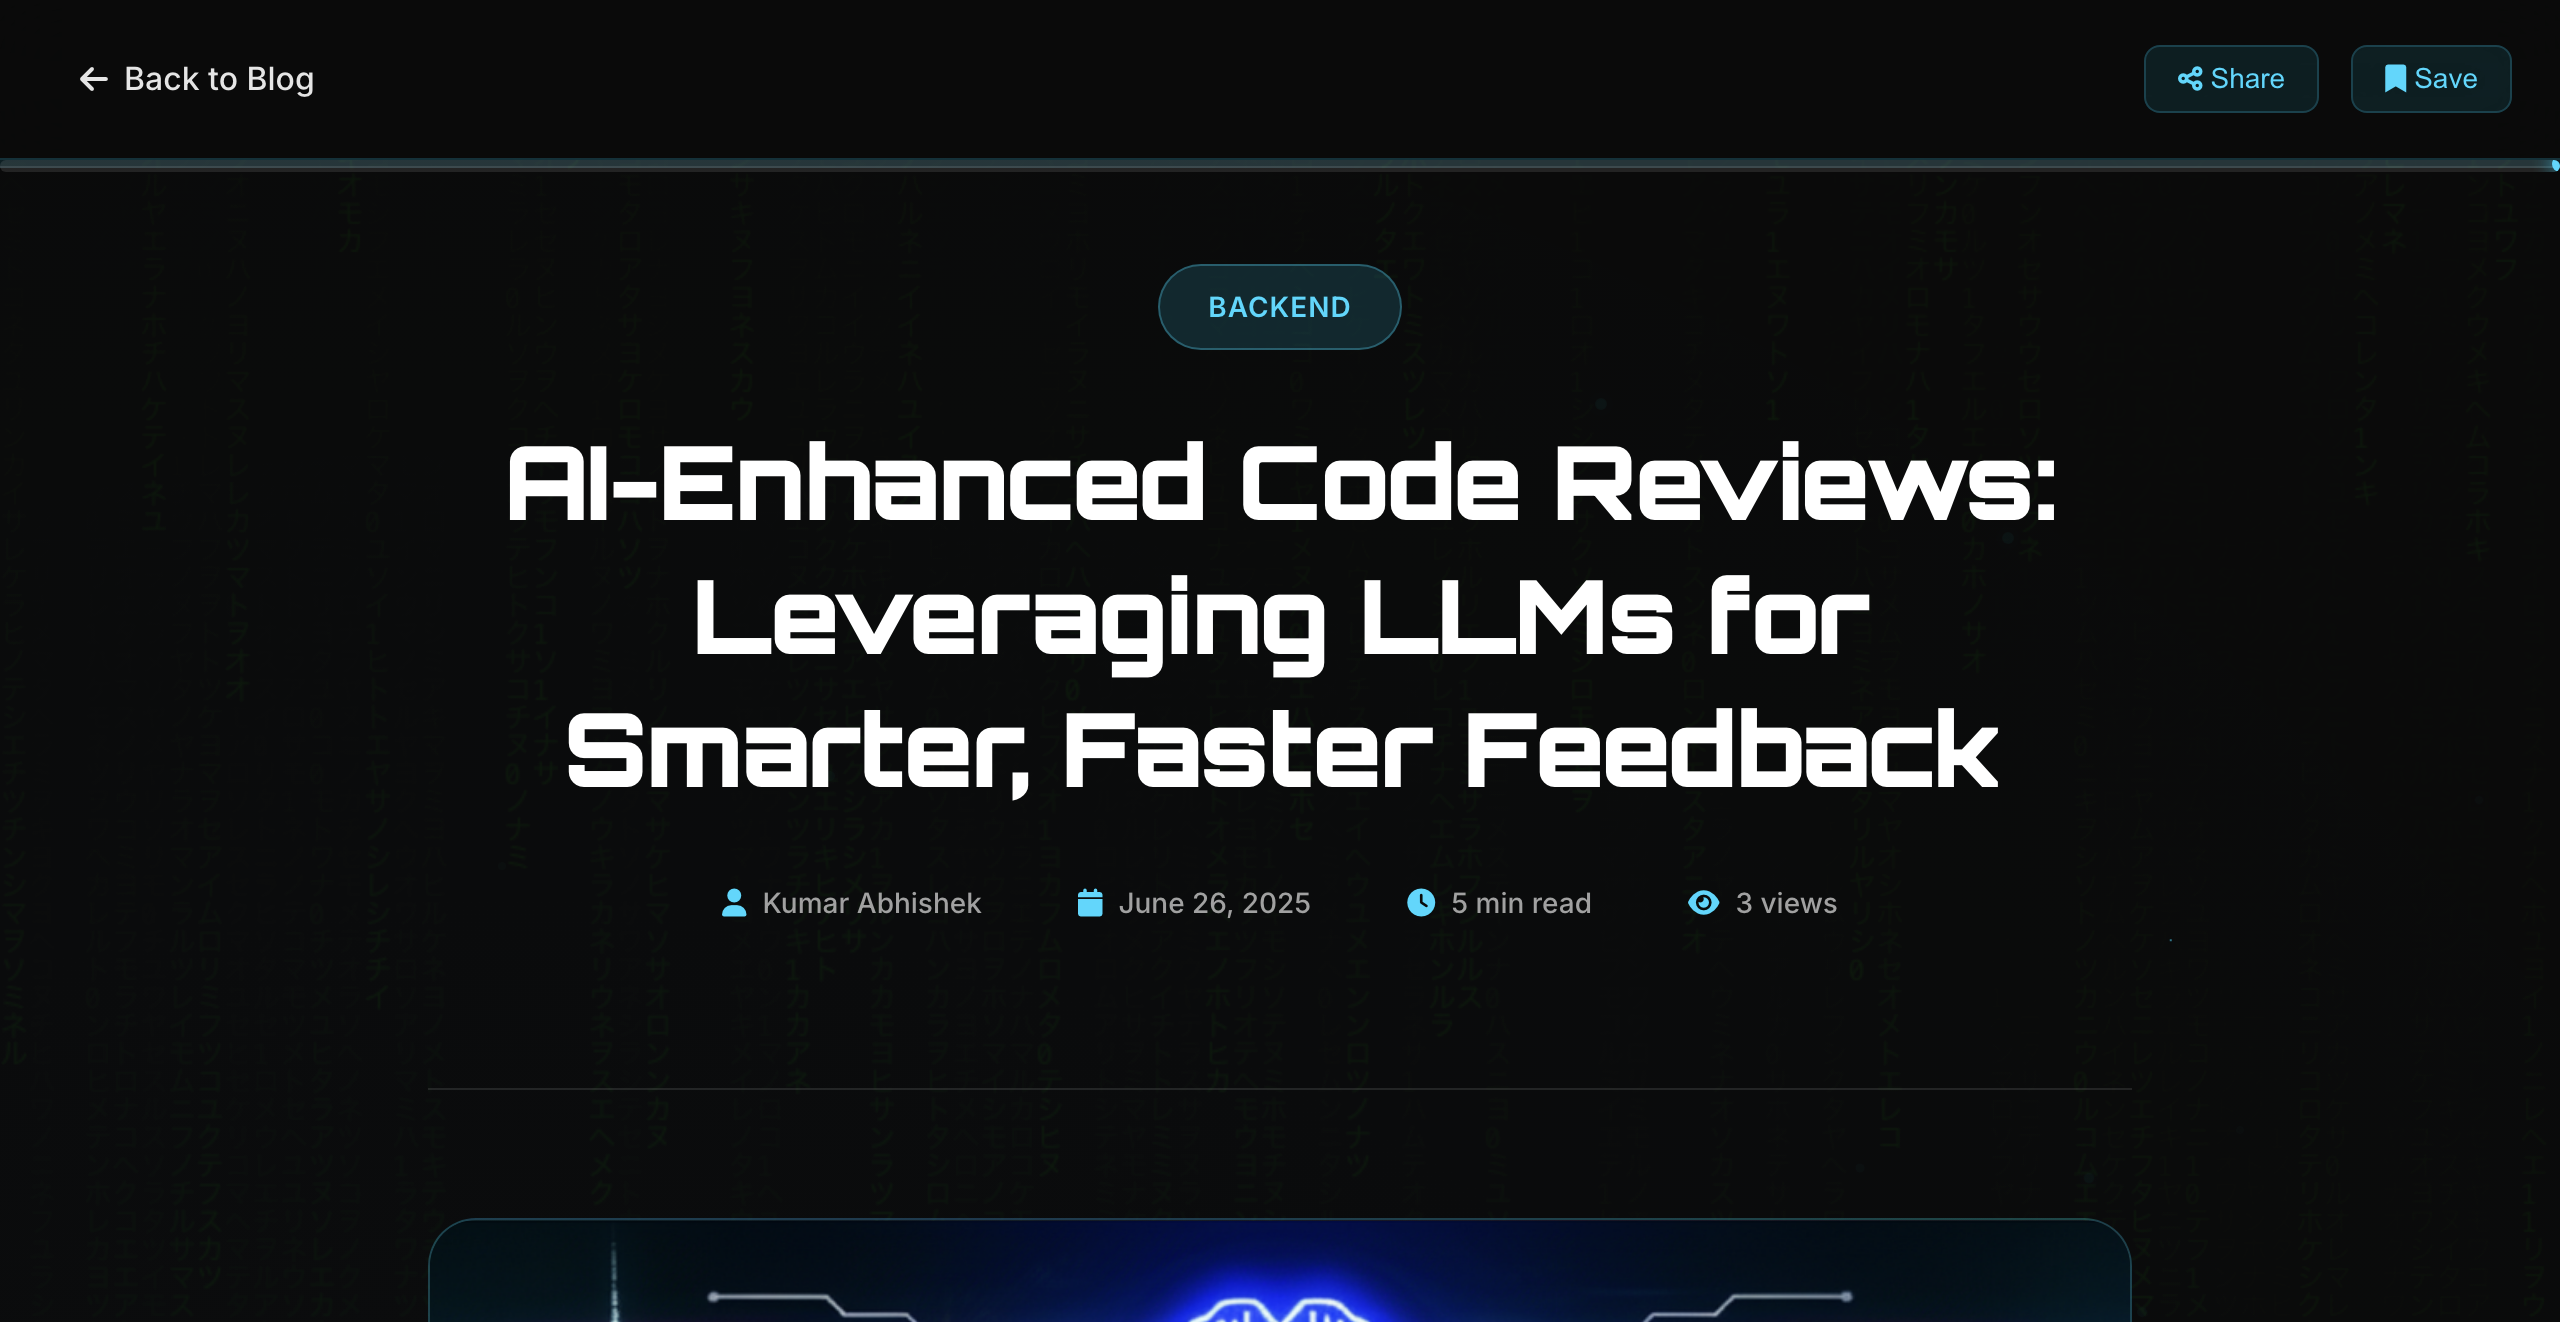 Back to Blog
Share
Save
BACKEND
AI-Enhanced Code Reviews:
Leveraging LLMs for
Smarter, Faster Feedback
Kumar Abhishek
June 26, 2025
5 min read
3 views